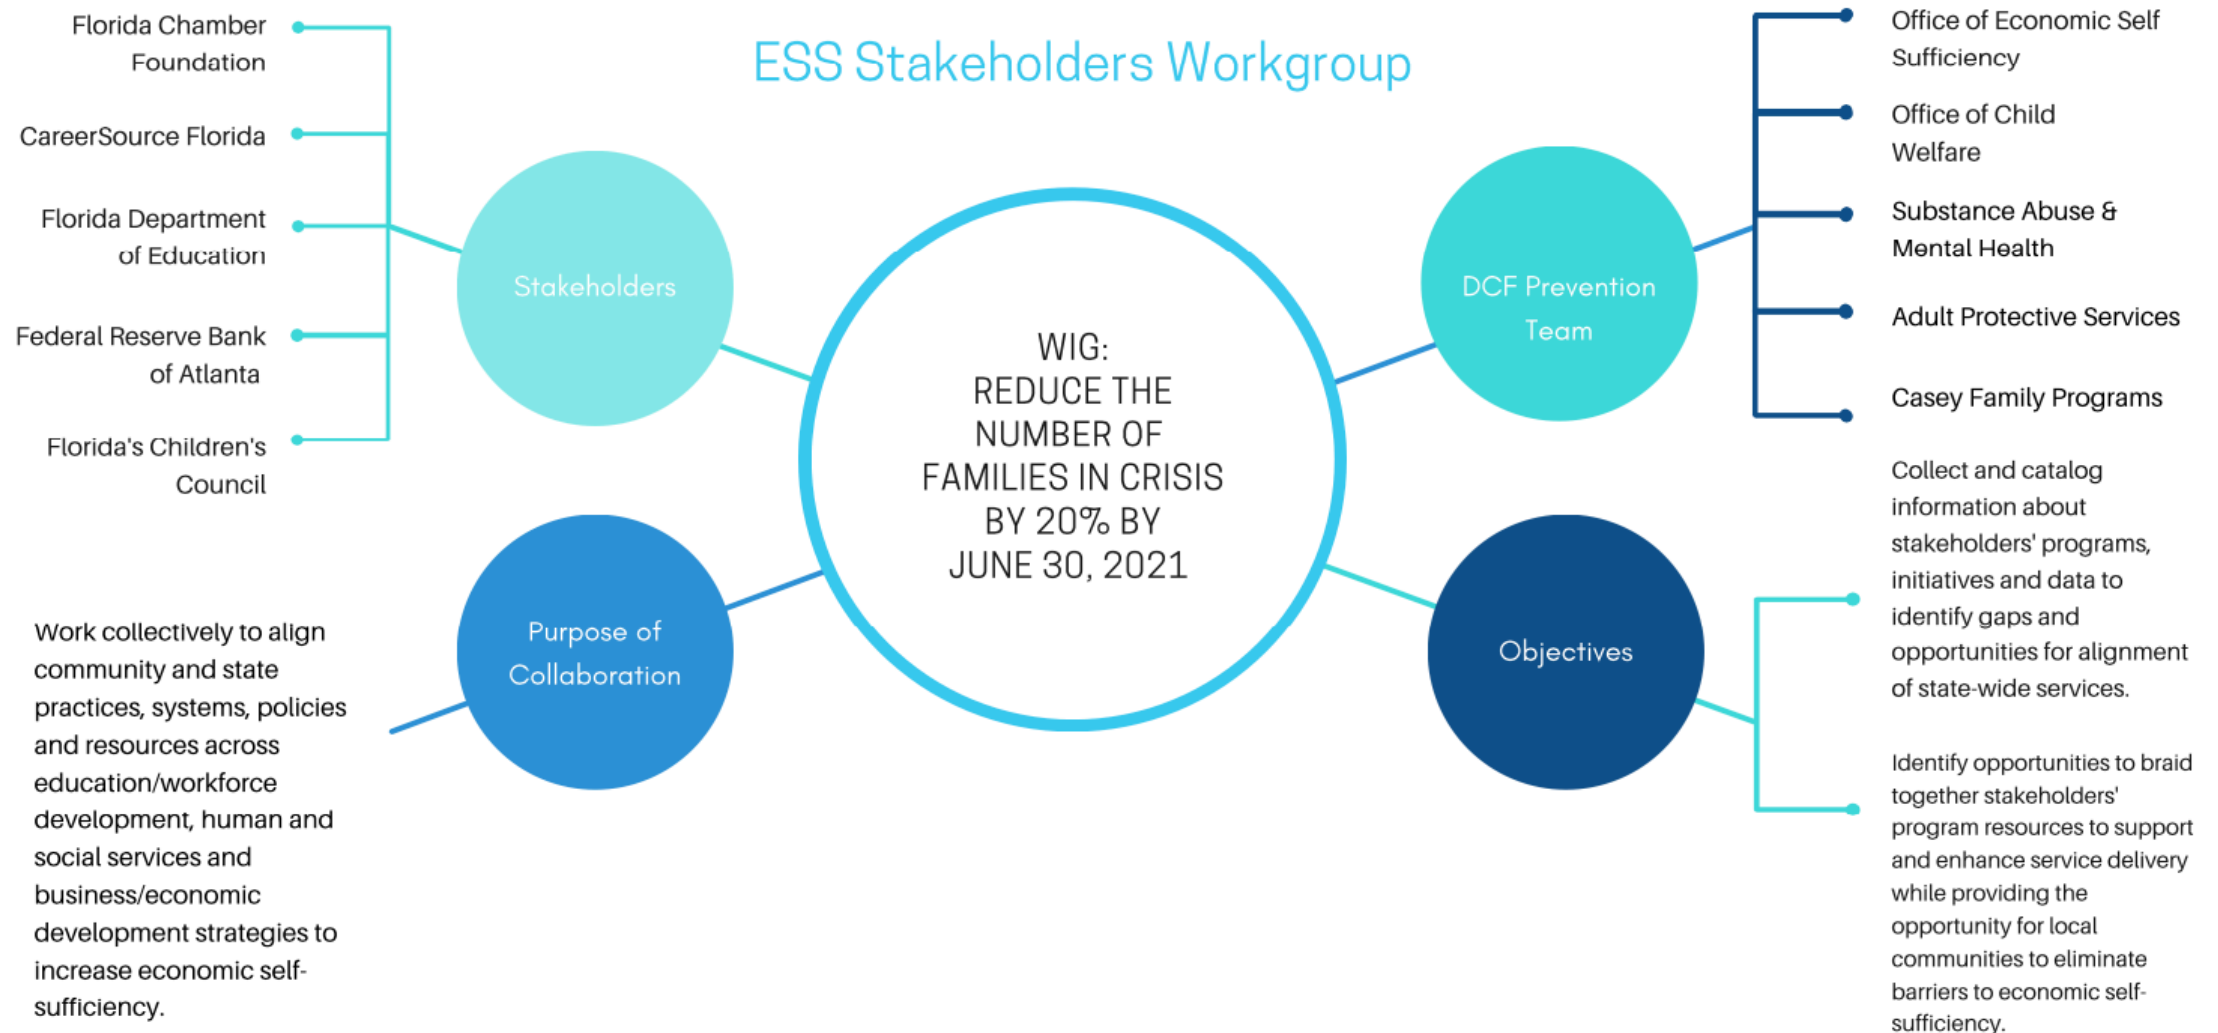 ESS Stakeholders Workgroup
Florida Chamber
Foundation
CareerSource Florida
Florida Department
of Education
Federal Reserve Bank
of Atlanta
Florida's Children's
Council
Stakeholders
WIG:
REDUCE THE
NUMBER OF
FAMILIES IN CRISIS
BY 20% BY
JUNE 30, 2021
DCF Prevention
Team
Office of Economic Self
Sufficiency
Office of Child
Welfare
Substance Abuse &
Mental Health
Adult Protective Services
Casey Family Programs
Purpose of
Collaboration
Work collectively to align
community and state
practices, systems, policies
and resources across
education/workforce
development, human and
social services and
business/economic
development strategies to
increase economic self-
sufficiency.
Objectives
Collect and catalog
information about
stakeholders' programs,
initiatives and data to
identify gaps and
opportunities for alignment
of state-wide services.
Identify opportunities to braid
together stakeholders'
program resources to support
and enhance service delivery
while providing the
opportunity for local
communities to eliminate
barriers to economic self-
sufficiency.